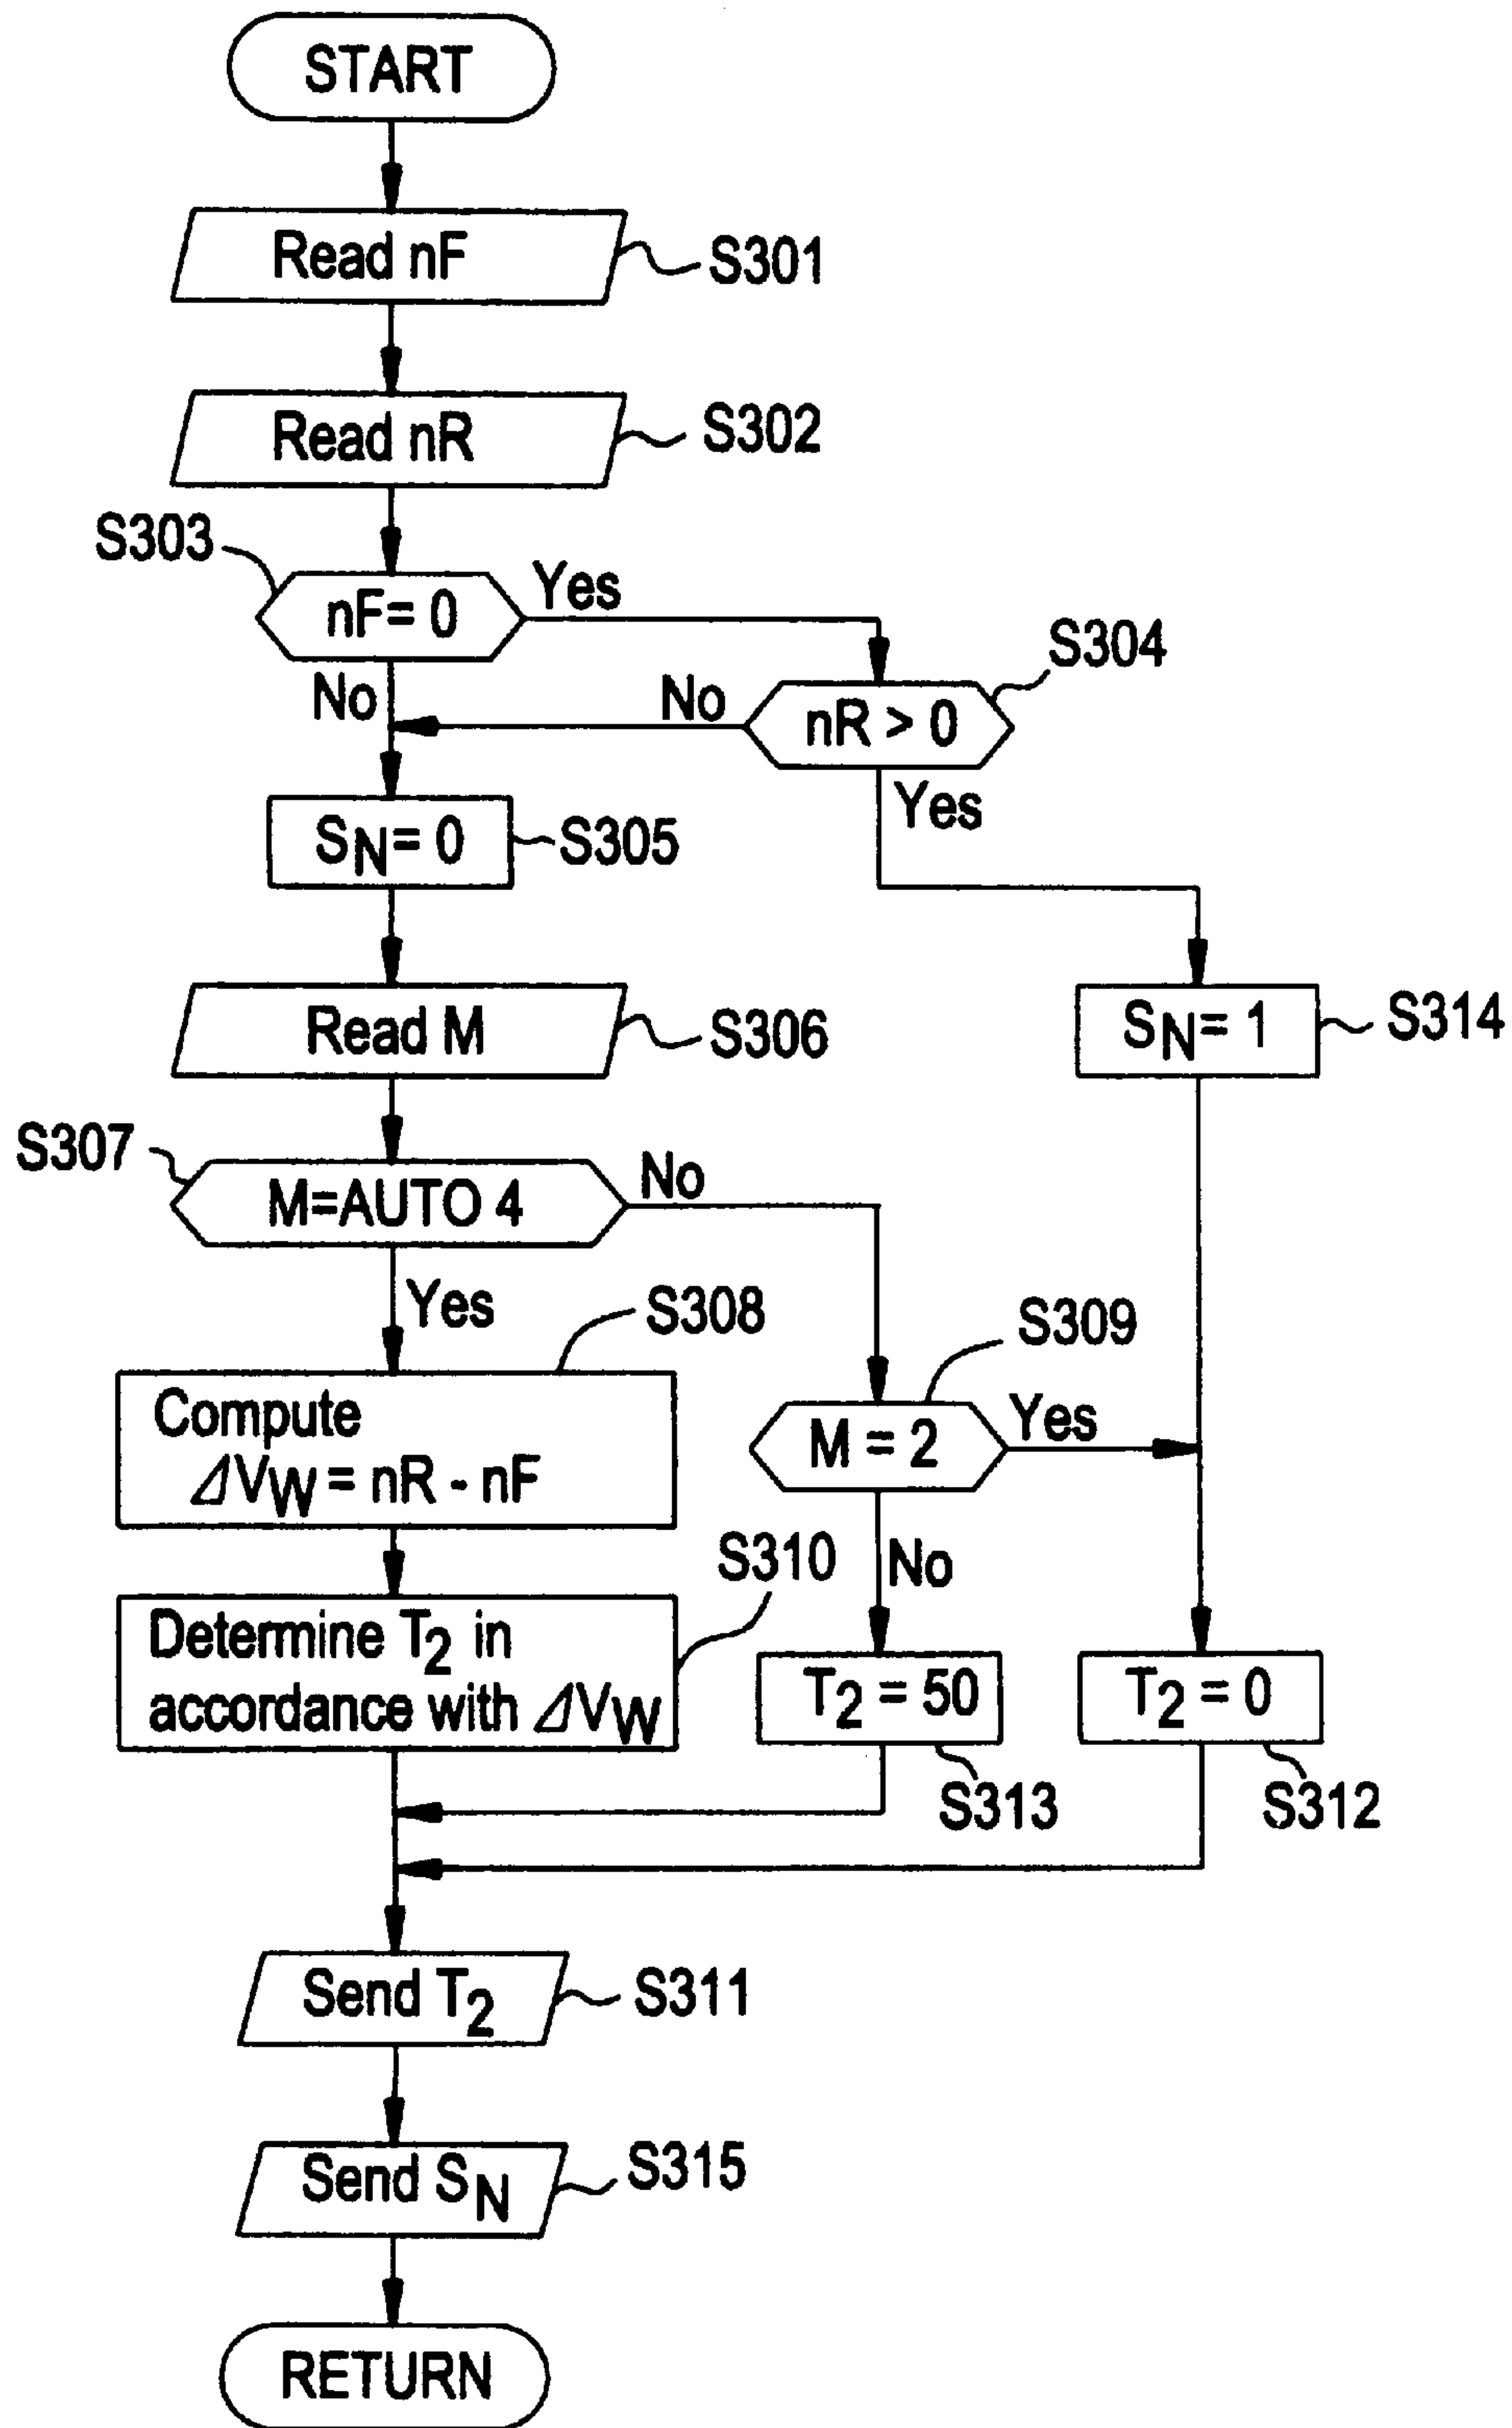 START
Read nF
S301
Read nR
S302
S303
nF= 0
Yes
No
S304
nR > 0
No
Yes
SN= 0
S305
Read M
S306
SN= 1
S314
S307
M=AUTO 4
No
Yes
S308
Compute
⊿VW = nR - nF
S309
M = 2
Yes
No
S310
Determine T2 in
accordance with ⊿VW
T2 = 50
S313
T2 = 0
S312
Send T2
S311
Send SN
S315
RETURN